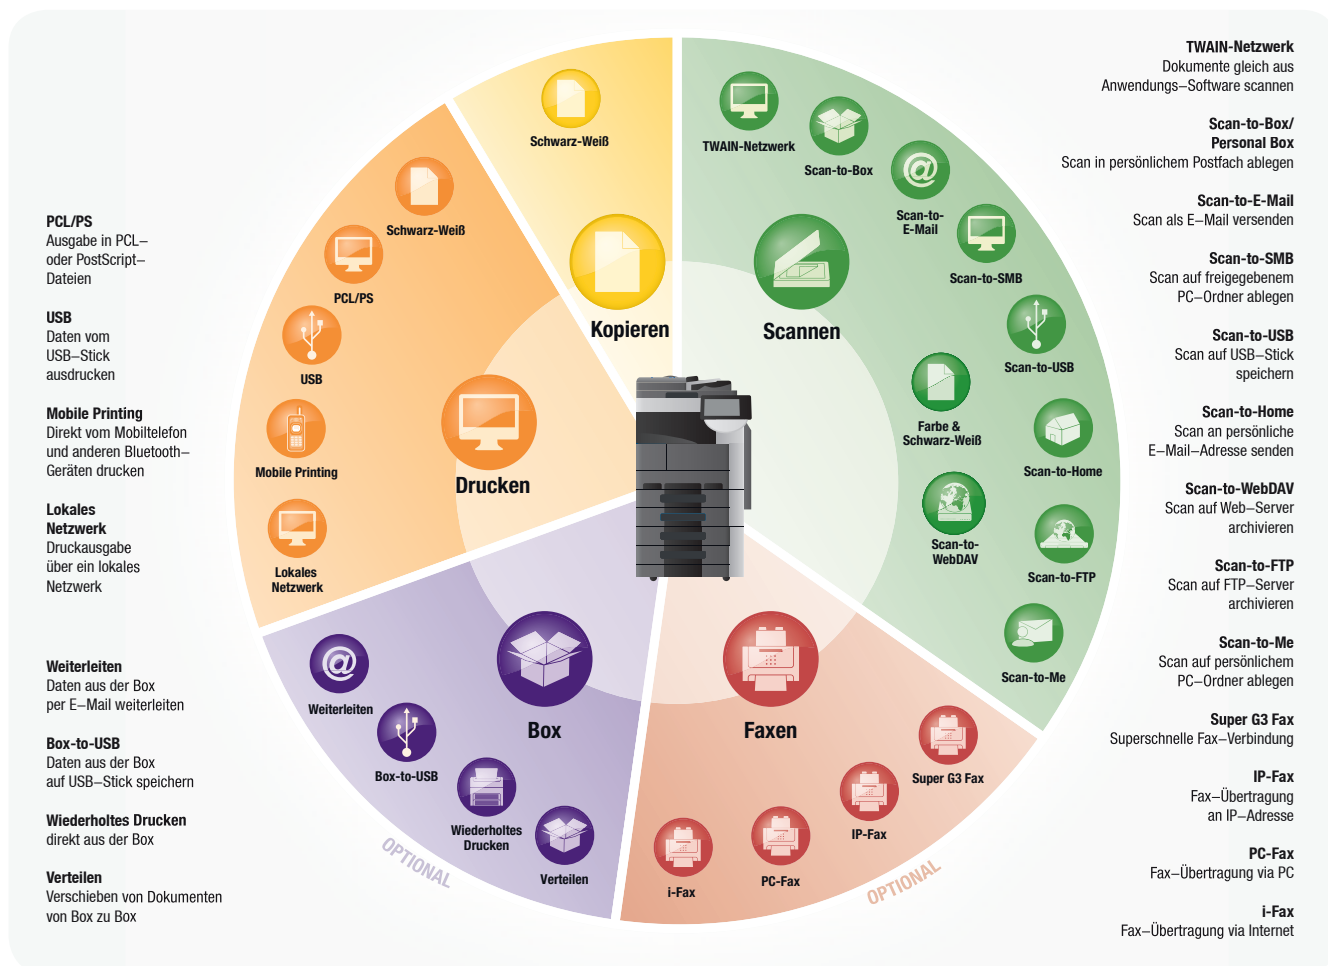 PCL/PS
Ausgabe in PCL–
oder PostScript–
Dateien
USB
Daten vom
USB–Stick
ausdrucken
Mobile Printing
Direkt vom Mobiltelefon
und anderen Bluetooth–
Geräten drucken
Lokales
Netzwerk
Druckausgabe
über ein lokales
Netzwerk
Weiterleiten
Daten aus der Box
per E–Mail weiterleiten
Box-to-USB
Daten aus der Box
auf USB–Stick speichern
Wiederholtes Drucken
direkt aus der Box
Verteilen
Verschieben von Dokumenten
von Box zu Box
Schwarz-Weiß
Kopieren
Schwarz-Weiß
PCL/PS
USB
Mobile Printing
Lokales
Netzwerk
Drucken
TWAIN-Netzwerk
Scan-to-Box
Scan-to-
E-Mail
Scan-to-SMB
Scan-to-USB
Scannen
Farbe &
Schwarz-Weiß
Scan-to-Home
Scan-to-
WebDAV
Scan-to-FTP
Scan-to-Me
Box
Weiterleiten
Box-to-USB
Wiederholtes
Drucken
Verteilen
OPTIONAL
Faxen
Super G3 Fax
IP-Fax
PC-Fax
i-Fax
OPTIONAL
TWAIN-Netzwerk
Dokumente gleich aus
Anwendungs–Software scannen
Scan-to-Box/
Personal Box
Scan in persönlichem Postfach ablegen
Scan-to-E-Mail
Scan als E–Mail versenden
Scan-to-SMB
Scan auf freigegebenem
PC–Ordner ablegen
Scan-to-USB
Scan auf USB–Stick
speichern
Scan-to-Home
Scan an persönliche
E–Mail–Adresse senden
Scan-to-WebDAV
Scan auf Web–Server
archivieren
Scan-to-FTP
Scan auf FTP–Server
archivieren
Scan-to-Me
Scan auf persönlichem
PC–Ordner ablegen
Super G3 Fax
Superschnelle Fax–Verbindung
IP-Fax
Fax–Übertragung
an IP–Adresse
PC-Fax
Fax–Übertragung via PC
i-Fax
Fax–Übertragung via Internet
@
@